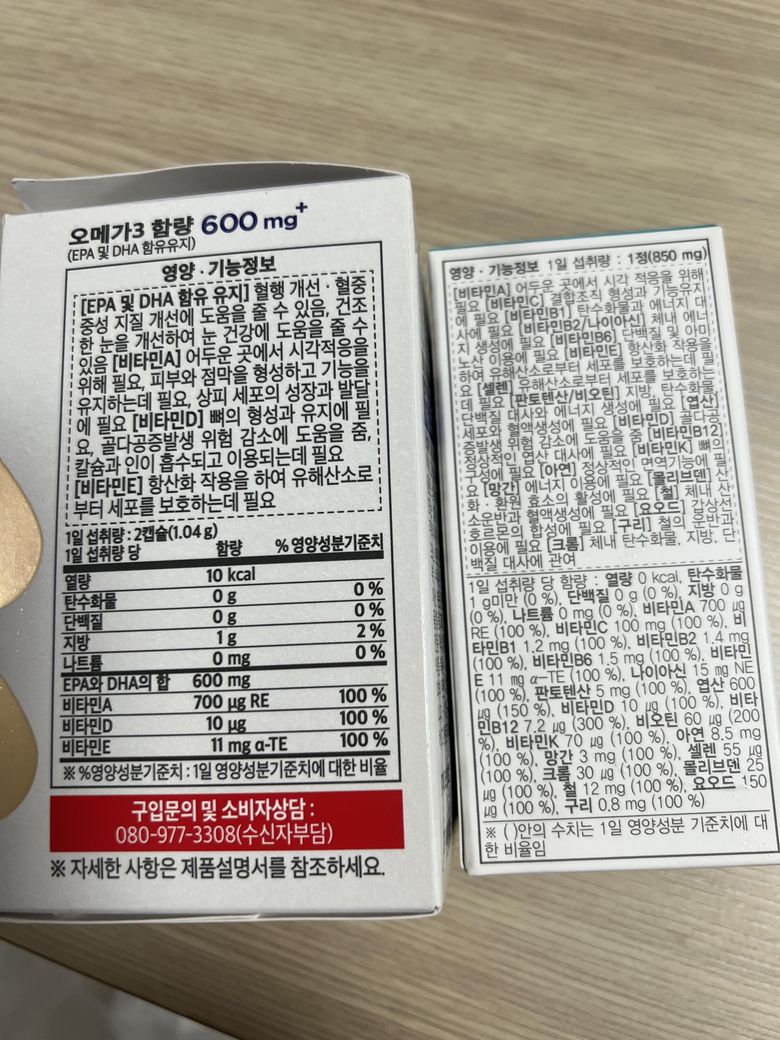 오메가3 함량 600 mg+
(EPA 및 DHA 함유유지)
영양 · 기능정보
[EPA 및 DHA 함유 유지] 혈행 개선 · 혈중
중성 지질 개선에 도움을 줄 수 있음, 건조
한 눈을 개선하여 눈 건강에 도움을 줄 수
있음 [비타민A] 어두운 곳에서 시각적응을
위해 필요, 피부와 점막을 형성하고 기능을
유지하는데 필요, 상피 세포의 성장과 발달
에 필요 [비타민D] 뼈의 형성과 유지에 필
요, 골다공증발생 위험 감소에 도움을 줌,
칼슘과 인이 흡수되고 이용되는데 필요
[비타민E] 항산화 작용을 하여 유해산소로
부터 세포를 보호하는데 필요
1일 섭취량 : 2캡슐(1.04 g)
1일 섭취량 당 함량 % 영양성분기준치
열량 10 kcal
탄수화물 0 g 0 %
단백질 0 g 0 %
지방 1 g 2 %
나트륨 0 mg 0 %
EPA와 DHA의 합 600 mg
비타민A 700 μg RE 100 %
비타민D 10 μg 100 %
비타민E 11 mg α-TE 100 %
※ %영양성분기준치 : 1일 영양성분기준치에 대한 비율
구입문의 및 소비자상담 :
080-977-3308(수신자부담)
※ 자세한 사항은 제품설명서를 참조하세요.
영양 · 기능정보 1일 섭취량 : 1정(850 mg)
[비타민A] 어두운 곳에서 시각 적응을 위해
필요 [비타민C] 결합조직 형성과 기능유지
에 필요 [비타민B1] 탄수화물과 에너지 대
사에 필요 [비타민B2/나이아신] 체내 에너
지 생성에 필요 [비타민B6] 단백질 및 아미
노산 이용에 필요 [비타민E] 항산화 작용을
하여 유해산소로부터 세포를 보호하는데 필
요 [셀렌] 유해산소로부터 세포를 보호하는
데 필요 [판토텐산/비오틴] 지방, 탄수화물,
단백질 대사와 에너지 생성에 필요 [엽산]
세포와 혈액생성에 필요 [비타민D] 골다공
증발생 위험 감소에 도움을 줌 [비타민B12]
정상적인 엽산 대사에 필요 [비타민K] 뼈의
구성에 필요 [아연] 정상적인 면역기능에 필
요 [망간] 에너지 이용에 필요 [몰리브덴] 산
화 · 환원 효소의 활성에 필요 [철] 체내 산
소운반과 혈액생성에 필요 [요오드] 갑상선
호르몬의 합성에 필요 [구리] 철의 운반과
이용에 필요 [크롬] 체내 탄수화물, 지방, 단
백질 대사에 관여
1일 섭취량 당 함량 : 열량 0 kcal, 탄수화물
1 g미만 (0 %), 단백질 0 g (0 %), 지방 0 g
(0 %), 나트륨 0 mg (0 %), 비타민A 700 μg
RE (100 %), 비타민C 100 mg (100 %), 비
타민B1 1.2 mg (100 %), 비타민B2 1.4 mg
(100 %), 비타민B6 1.5 mg (100 %), 비타민
E 11 mg α-TE (100 %), 나이아신 15 mg NE
(100 %), 판토텐산 5 mg (100 %), 엽산 600
μg (150 %), 비타민D 10 μg (100 %), 비타
민B12 7.2 μg (300 %), 비오틴 60 μg (200
%), 비타민K 70 μg (100 %), 아연 8.5 mg
(100 %), 망간 3 mg (100 %), 셀렌 55 μg
(100 %), 크롬 30 μg (100 %), 몰리브덴 25
μg (100 %), 철 12 mg (100 %), 요오드 150
μg (100 %), 구리 0.8 mg (100 %)
※ ( )안의 수치는 1일 영양성분 기준치에 대
한 비율임